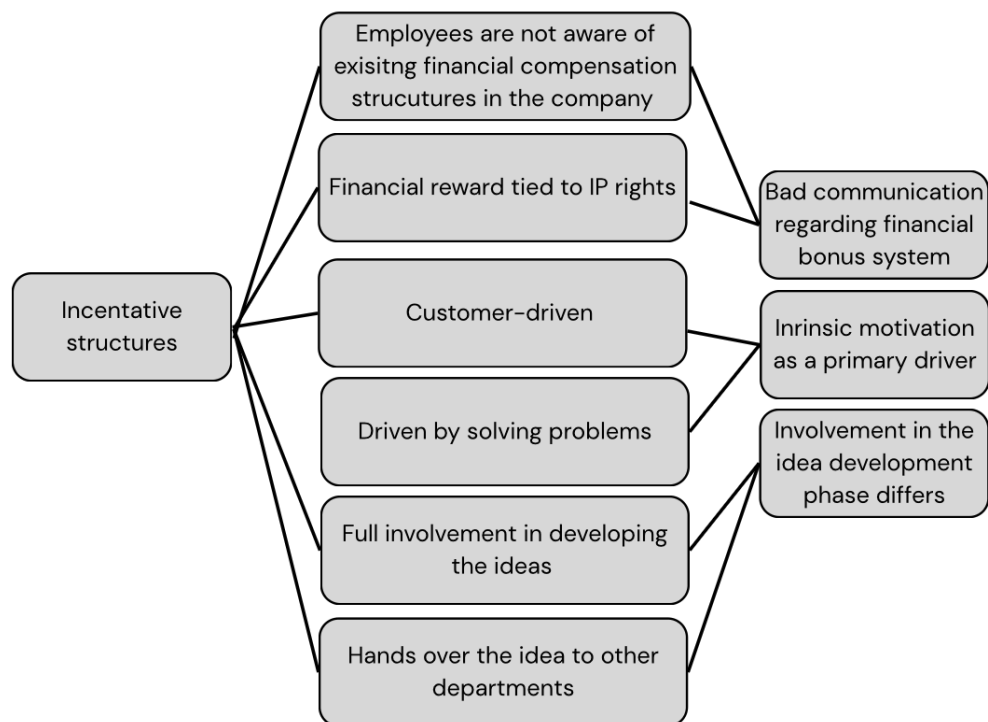 Incentative
structures
Employees are not aware of
exisitng financial compensation
strucutures in the company
Financial reward tied to IP rights
Customer-driven
Driven by solving problems
Full involvement in developing
the ideas
Hands over the idea to other
departments
Bad communication
regarding financial
bonus system
Inrinsic motivation
as a primary driver
Involvement in the
idea development
phase differs